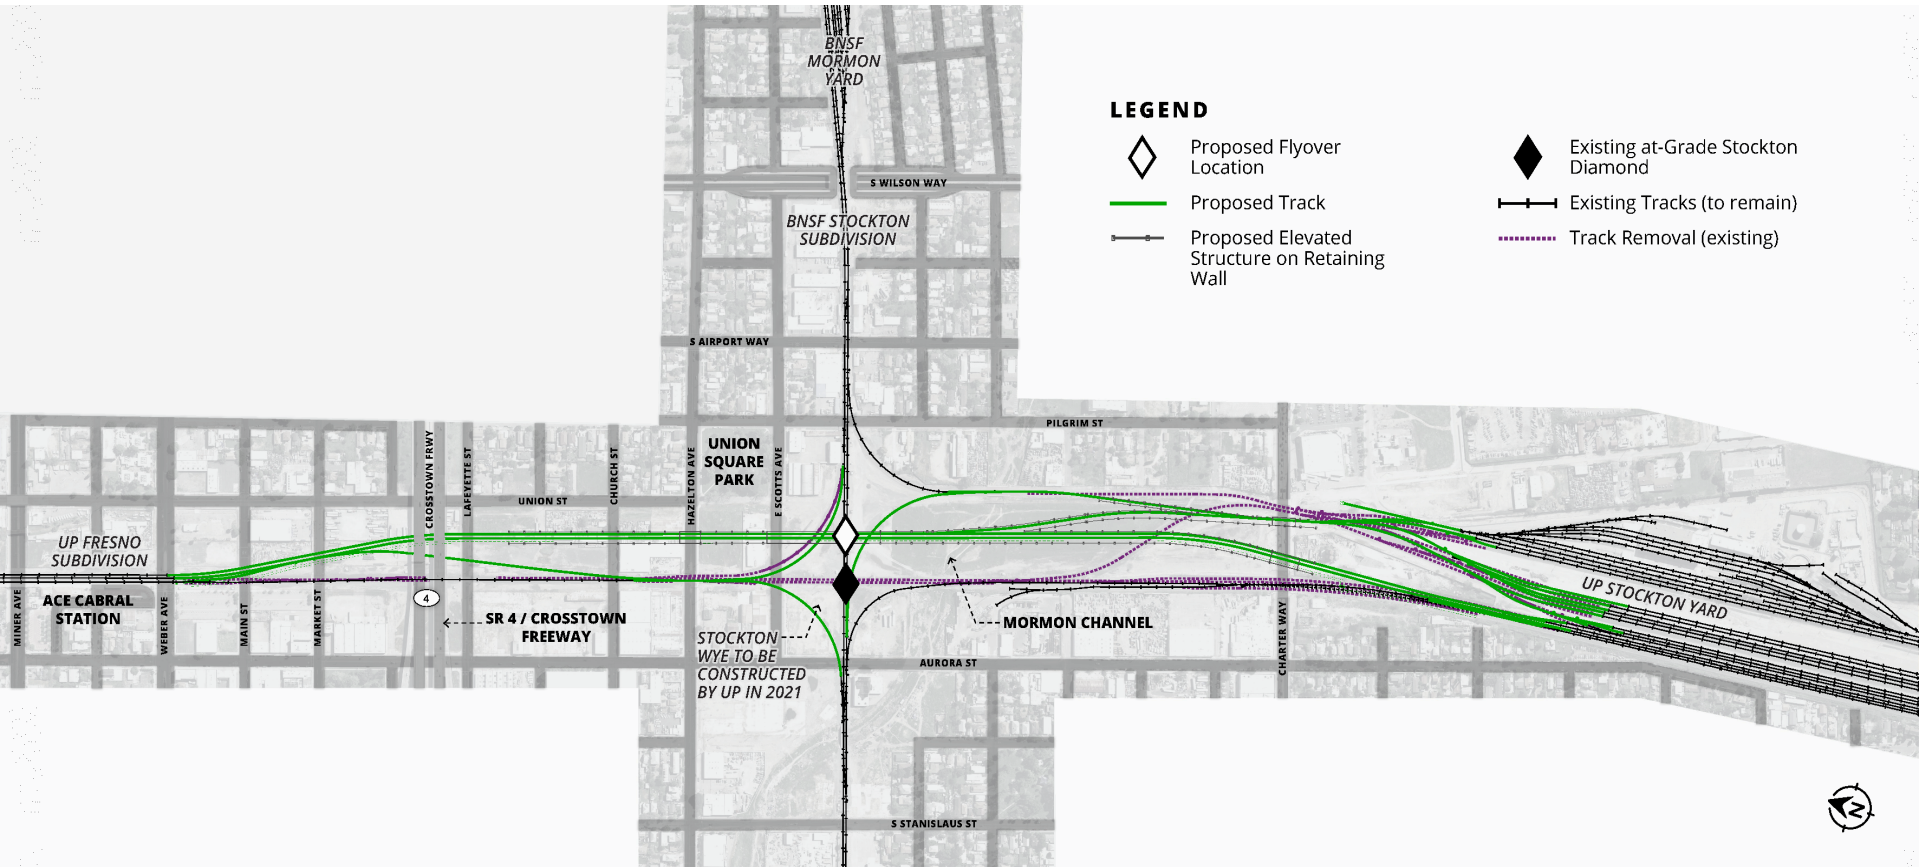 BNSF
MORMON
YARD
S WILSON WAY
BNSF STOCKTON
SUBDIVISION
S AIRPORT WAY
LEGEND
Proposed Flyover
Location
Proposed Track
Proposed Elevated
Structure on Retaining
Wall
Existing at-Grade Stockton
Diamond
Existing Tracks (to remain)
Track Removal (existing)
PILGRIM ST
UNION
SQUARE
PARK
CROSSTOWN FRWY
LAFAYETTE ST
CHURCH ST
HAZELTON AVE
E SCOTTS AVE
UNION ST
UP FRESNO
SUBDIVISION
ACE CABRAL
STATION
MINER AVE
WEBER AVE
MAIN ST
MARKET ST
4
SR 4 / CROSSTOWN
FREEWAY
STOCKTON
WYE TO BE
CONSTRUCTED
BY UP IN 2021
MORMON CHANNEL
AURORA ST
CHARTER WAY
UP STOCKTON YARD
S STANISLAUS ST
N